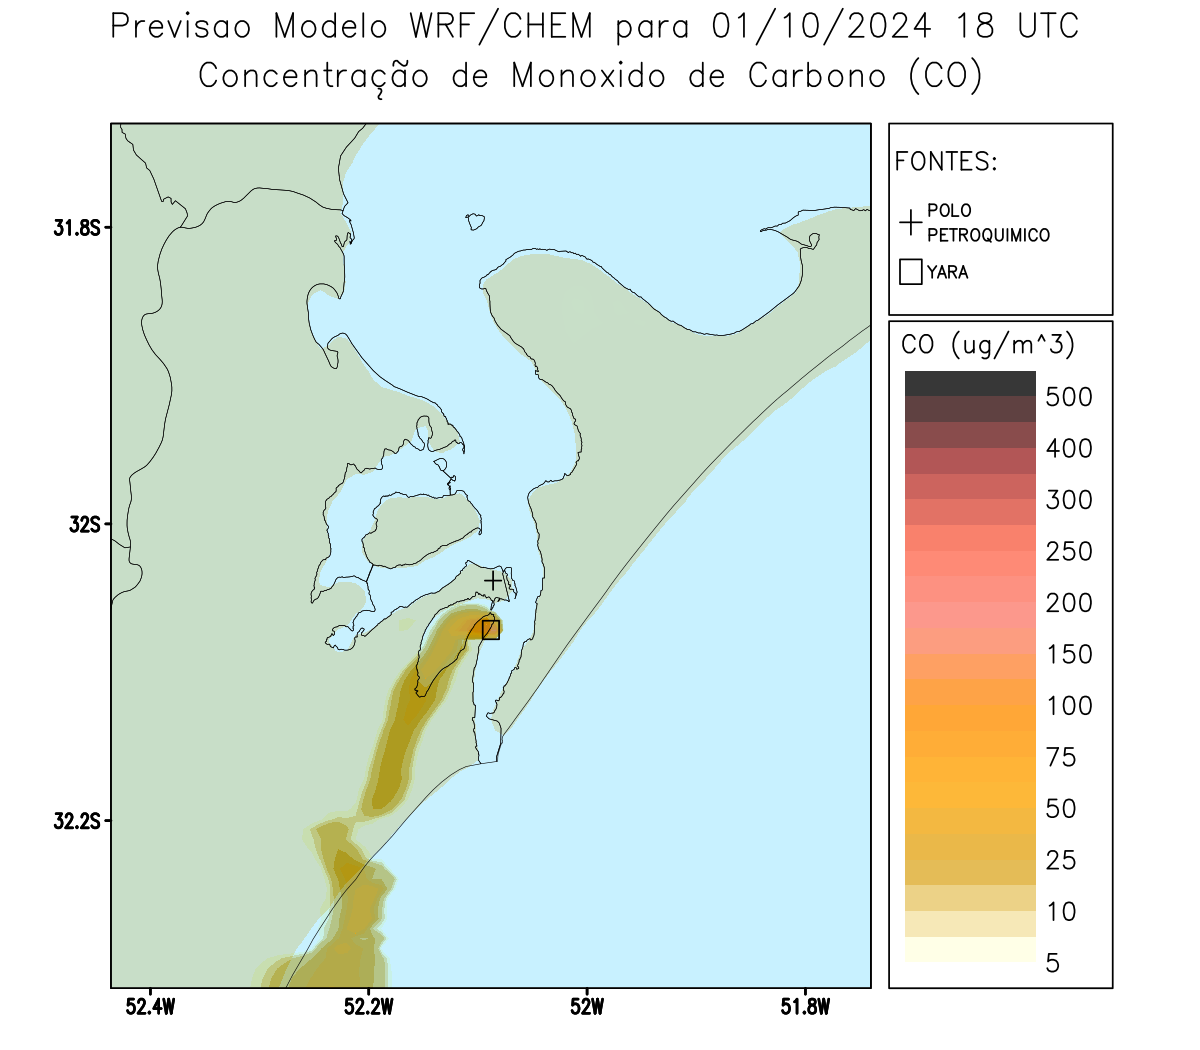 Previsao Modelo WRF/CHEM para 01/10/2024 18 UTC
Concentração de Monoxido de Carbono (CO)
FONTES:
POLO
PETROQUIMICO
YARA
CO (ug/m^3)
500
400
300
250
200
150
100
75
50
25
10
5
31.8S
32S
32.2S
52.4W
52.2W
52W
51.8W